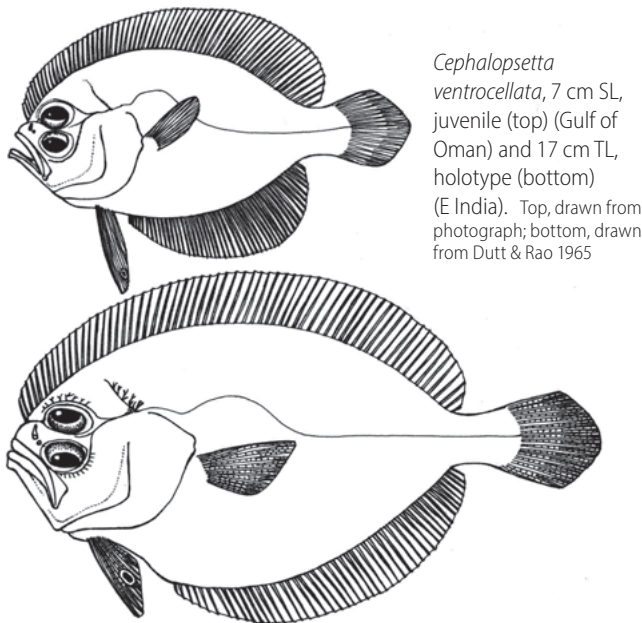 Cephalopsetta
ventrocellata, 7 cm SL,
juvenile (top) (Gulf of
Oman) and 17 cm TL,
holotype (bottom)
(E India). Top, drawn from
photograph; bottom, drawn
from Dutt & Rao 1965